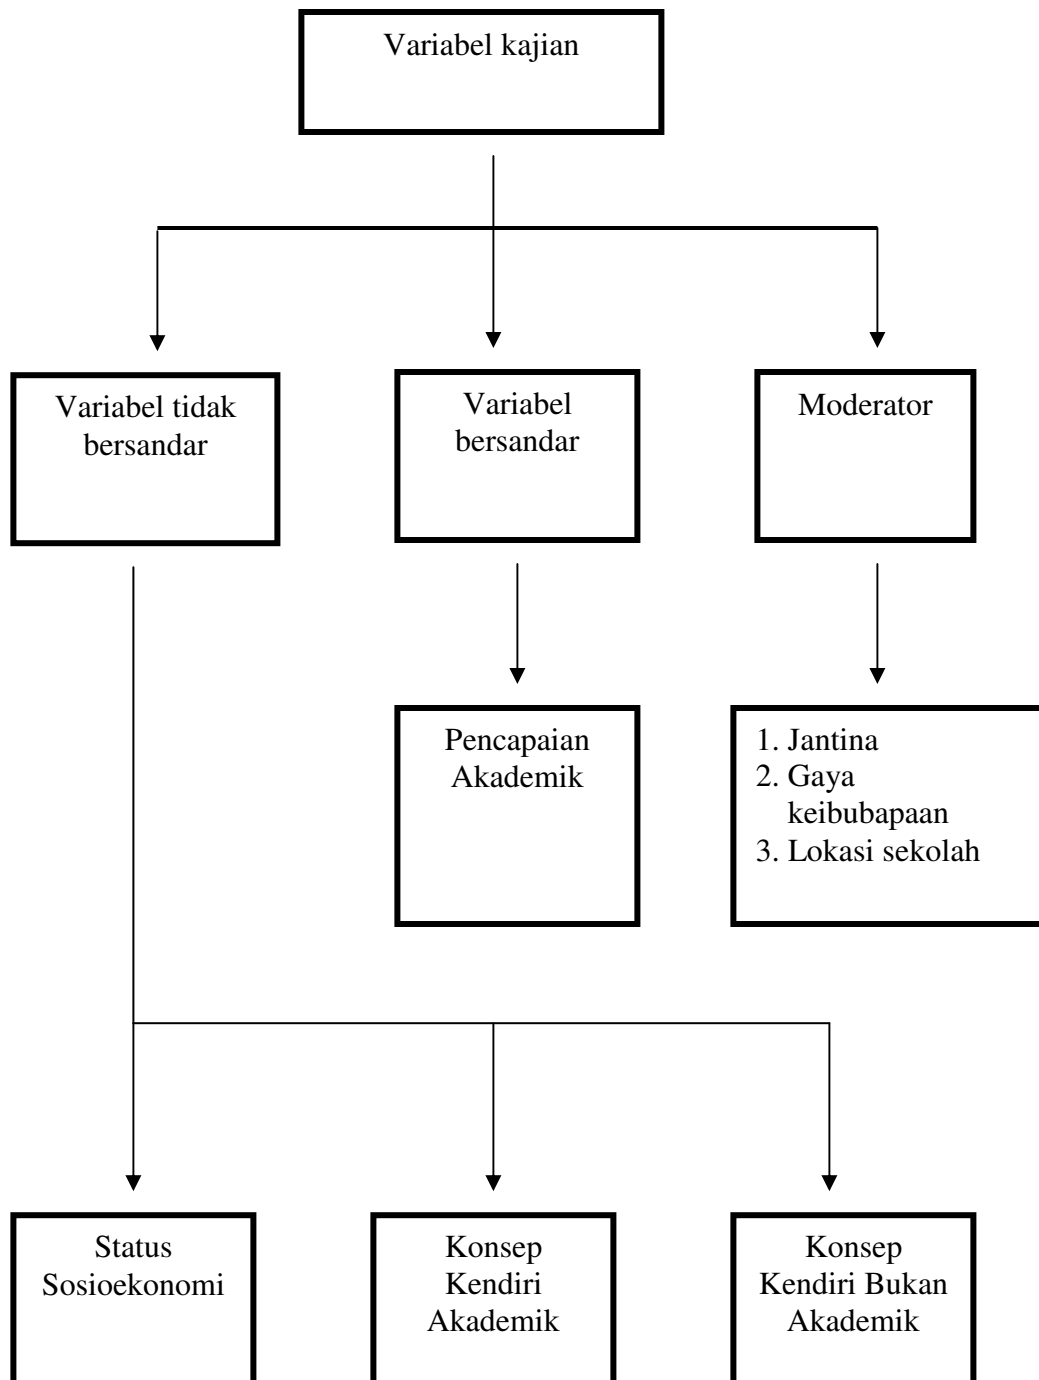 Variabel kajian
Variabel tidak
bersandar
Variabel
bersandar
Moderator
Pencapaian
Akademik
1. Jantina
2. Gaya
keibubapaan
3. Lokasi sekolah
Status
Sosioekonomi
Konsep
Kendiri
Akademik
Konsep
Kendiri Bukan
Akademik